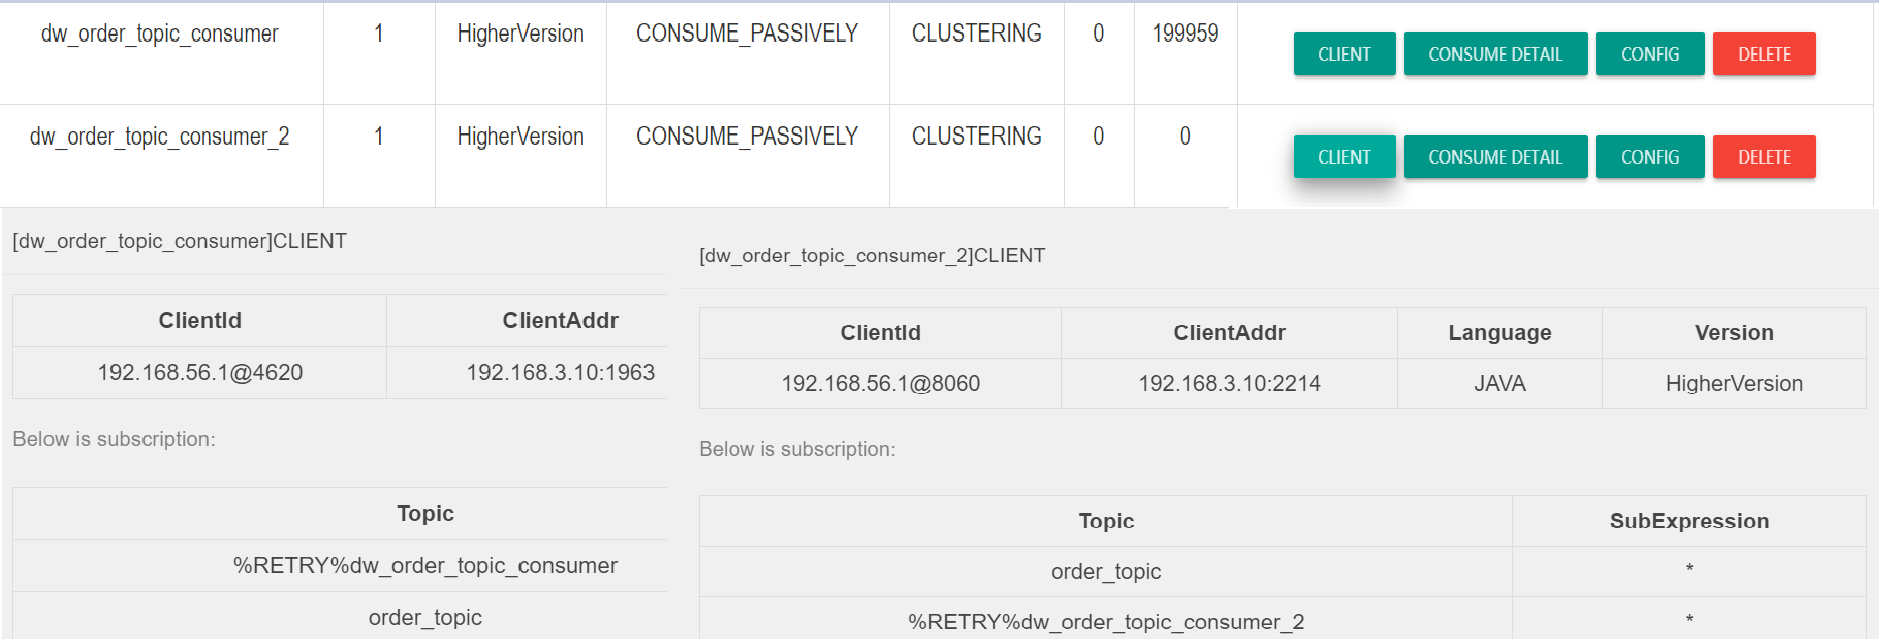 dw_order_topic_consumer 1 HigherVersion CONSUME_PASSIVELY CLUSTERING 0 199959 CLIENT CONSUME DETAIL CONFIG DELETE
dw_order_topic_consumer_2 1 HigherVersion CONSUME_PASSIVELY CLUSTERING 0 0 CLIENT CONSUME DETAIL CONFIG DELETE
[dw_order_topic_consumer]CLIENT
ClientId ClientAddr
192.168.56.1@4620 192.168.3.10:1963
Below is subscription:
Topic
%RETRY%dw_order_topic_consumer
order_topic
[dw_order_topic_consumer_2]CLIENT
ClientId ClientAddr Language Version
192.168.56.1@8060 192.168.3.10:2214 JAVA HigherVersion
Below is subscription:
Topic SubExpression
order_topic *
%RETRY%dw_order_topic_consumer_2 *